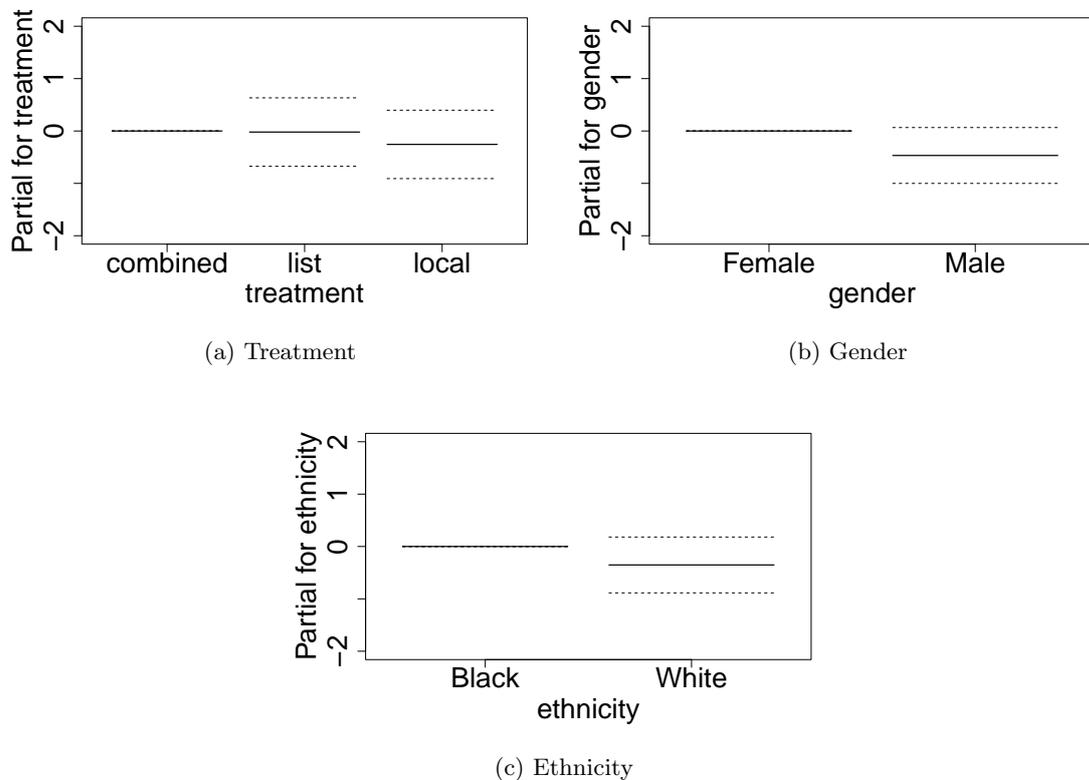 Partial for treatment
2
1
0
−2
combined list local
treatment
(a) Treatment
Partial for gender
2
1
0
−2
Female Male
gender
(b) Gender
Partial for ethnicity
2
1
0
−2
Black White
ethnicity
(c) Ethnicity